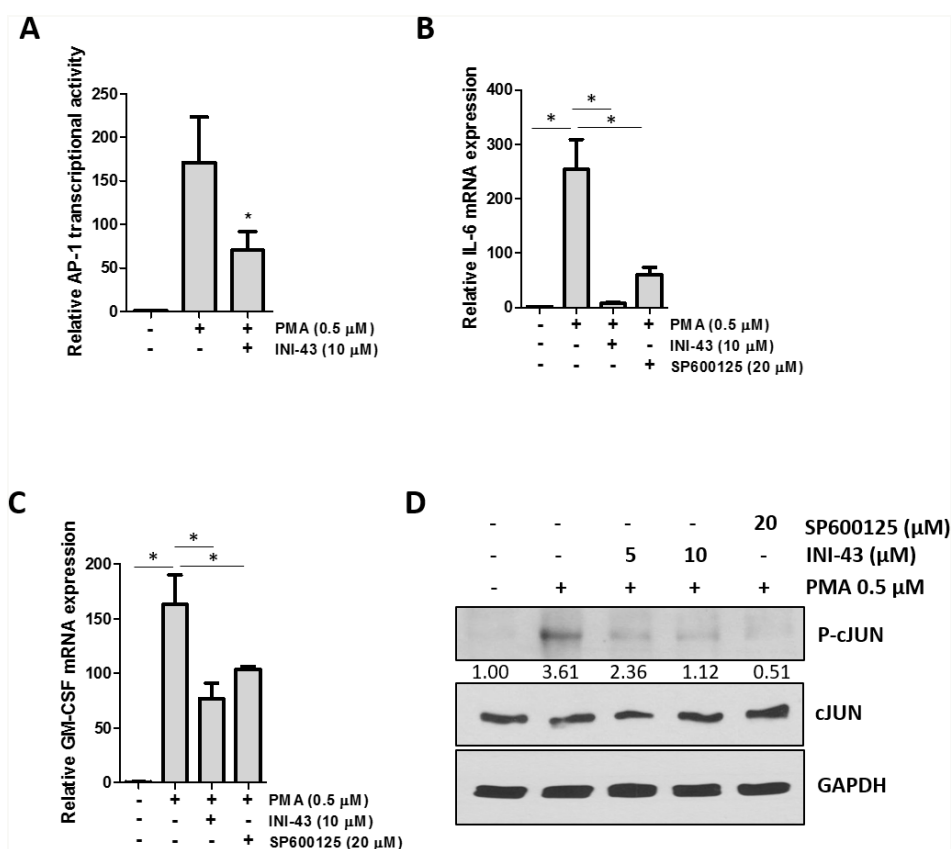 A
Relative AP-1 transcriptional activity
250
200
150
100
50
0
*
- + + PMA (0.5 µM)
- - + INI-43 (10 µM)
B
Relative IL-6 mRNA expression
400
300
200
100
0
*
*
*
- + + + PMA (0.5 µM)
- - + - INI-43 (10 µM)
- - - + SP600125 (20 µM)
C
Relative GM-CSF mRNA expression
200
150
100
50
0
*
*
*
- + + + PMA (0.5 µM)
- - + - INI-43 (10 µM)
- - - + SP600125 (20 µM)
D
- - - - 20 SP600125 (µM)
- - 5 10 - INI-43 (µM)
- + + + + PMA 0.5 µM
P-cJUN
1.00 3.61 2.36 1.12 0.51
cJUN
GAPDH